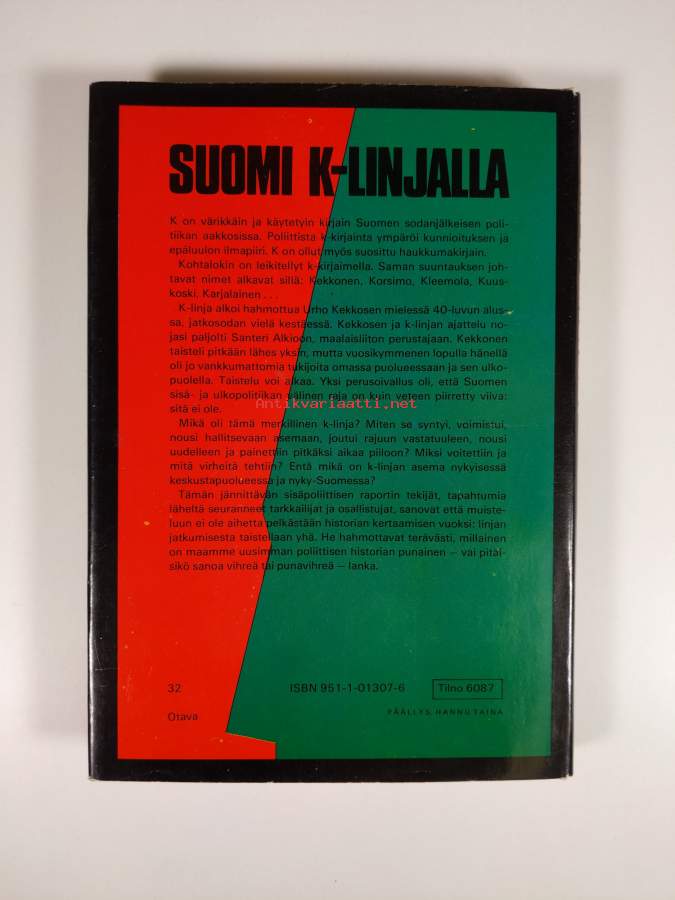 SUOMI K-LINJALLA
K on värikkäin ja käytetyin kirjain Suomen sodanjälkeisen poli-
tiikan aakkosissa. Poliittista k-kirjainta ympäröi kunnioituksen ja
epäluulon ilmapiiri. K on ollut myös suosittu haukkumakirjain.
Kohtalokin on leikitellyt k-kirjaimella. Saman suuntauksen joh-
tavat nimet alkavat sillä: Kekkonen, Korsimo, Kleemola, Kuus-
koski, Karjalainen . . .
K-linja alkoi hahmottua Urho Kekkosen mielessä 40-luvun alus-
sa, jatkosodan vielä kestäessä. Kekkosen ja k-linjan ajattelu no-
jasi paljolti Santeri Alkioon, maalaisliiton perustajaan. Kekkonen
taisteli pitkään lähes yksin, mutta vuosikymmenen lopulla hänellä
oli jo vankkumattomia tukijoita omassa puolueessaan ja sen ulko-
puolella. Taistelu voi alkaa. Yksi perusoivallus oli, että Suomen
sisä- ja ulkopolitiikan välinen raja on kuin veteen piirretty viiva:
sitä ei ole.
Antikvariaatti.net
Mikä oli tämä merkillinen k-linja? Miten se syntyi, voimistui,
nousi hallitsevaan asemaan, joutui rajuun vastatuuleen, nousi
uudelleen ja painettiin pitkäksi aikaa piiloon? Miksi voitettiin ja
mitä virheitä tehtiin? Entä mikä on k-linjan asema nykyisessä
keskustapuolueessa ja nyky-Suomessa?
Tämän jännittävän sisäpoliittisen raportin tekijät, tapahtumia
läheltä seuranneet tarkkailijat ja osallistujat, sanovat että muiste-
luun ei ole aihetta pelkästään historian kertaamisen vuoksi: linjan
jatkumisesta taistellaan yhä. He hahmottavat terävästi, millainen
on maamme uusimman poliittisen historian punainen — vai pitäi-
sikö sanoa vihreä tai punavihreä — lanka.
32 ISBN 951-1-01307-6 Tilno 6087
Otava PÄÄLLYS HANNU TAINA